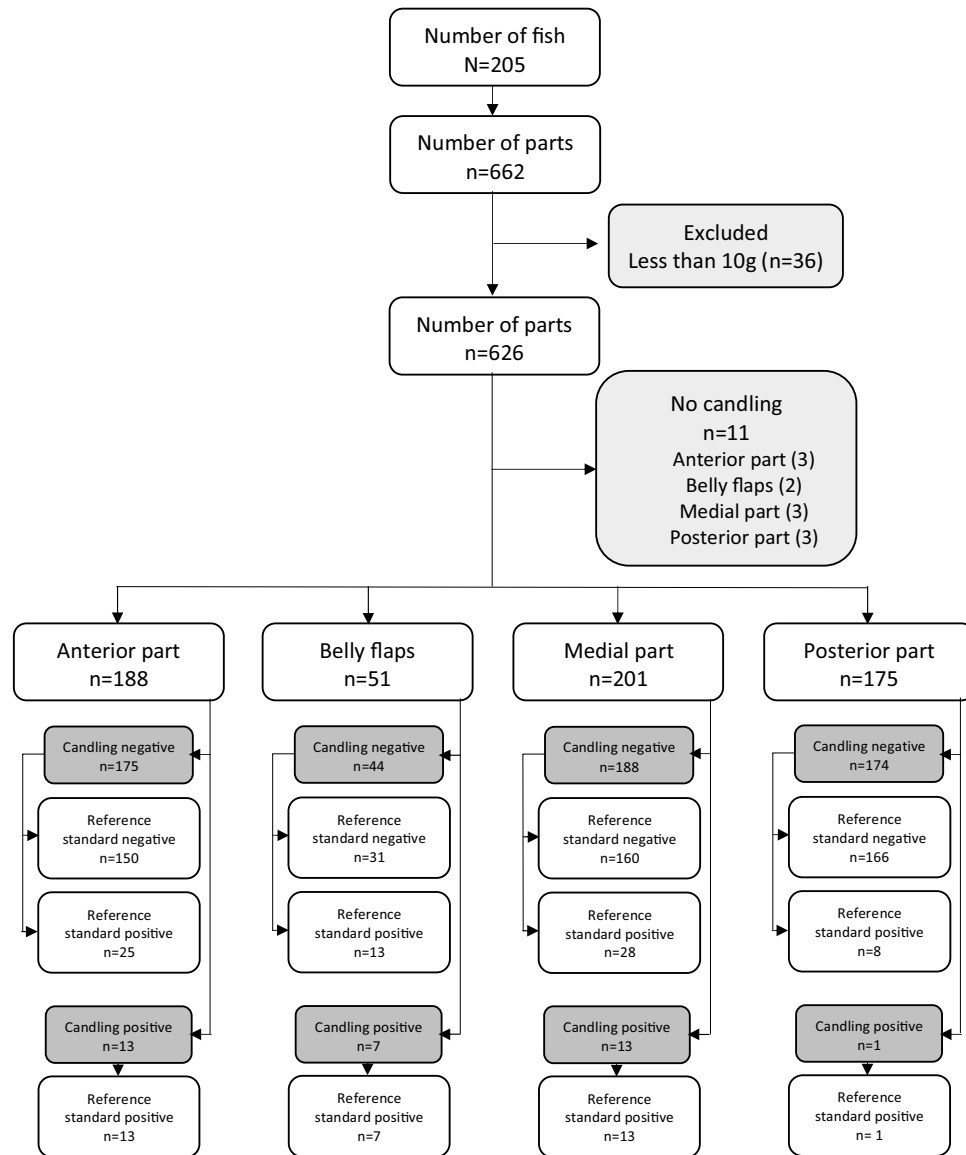 Number of fish
N=205
Number of parts
n=662
Excluded
Less than 10g (n=36)
Number of parts
n=626
No candling
n=11
Anterior part (3)
Belly flaps (2)
Medial part (3)
Posterior part (3)
Anterior part
n=188
Candling negative
n=175
Reference
standard negative
n=150
Reference
standard positive
n=25
Candling positive
n=13
Reference
standard positive
n=13
Belly flaps
n=51
Candling negative
n=44
Reference
standard negative
n=31
Reference
standard positive
n=13
Candling positive
n=7
Reference
standard positive
n=7
Medial part
n=201
Candling negative
n=188
Reference
standard negative
n=160
Reference
standard positive
n=28
Candling positive
n=13
Reference
standard positive
n=13
Posterior part
n=175
Candling negative
n=174
Reference
standard negative
n=166
Reference
standard positive
n=8
Candling positive
n=1
Reference
standard positive
n= 1